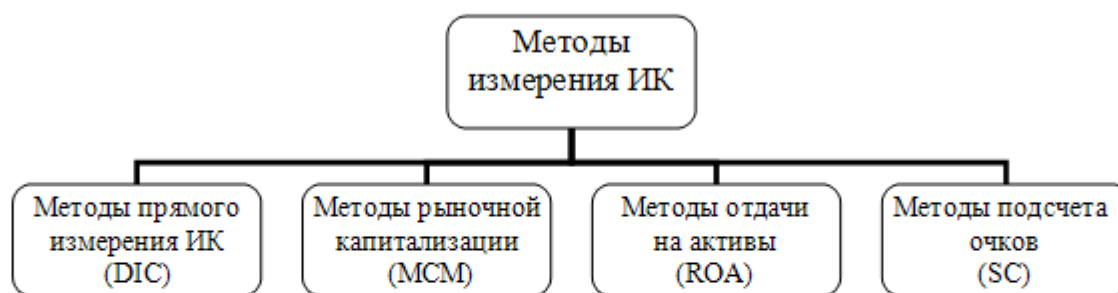 Методы
измерения ИК
Методы прямого
измерения ИК
(DIC)
Методы рыночной
капитализации
(MCM)
Методы отдачи
на активы
(ROA)
Методы подсчета
очков
(SC)